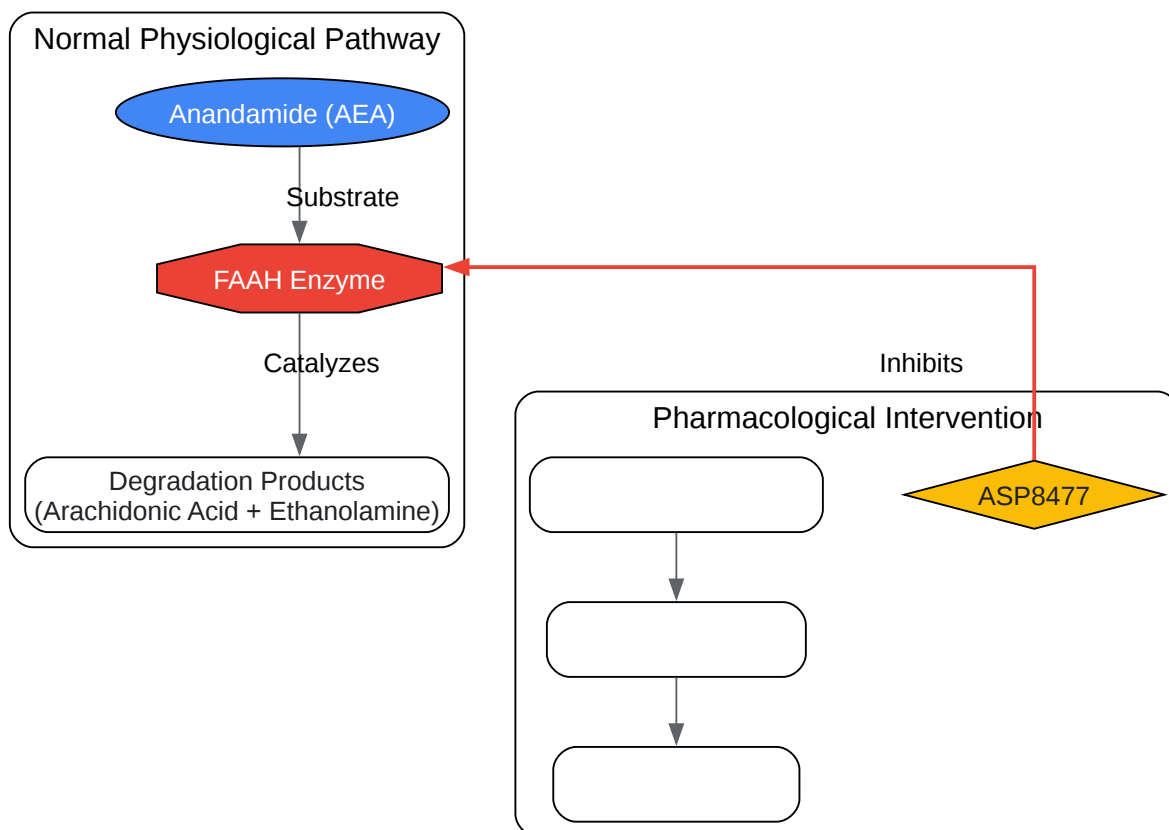 Normal Physiological Pathway
Anandamide (AEA)
Substrate
FAAH Enzyme
Catalyzes
Degradation Products
(Arachidonic Acid + Ethanolamine)
Inhibits
Pharmacological Intervention
ASP8477